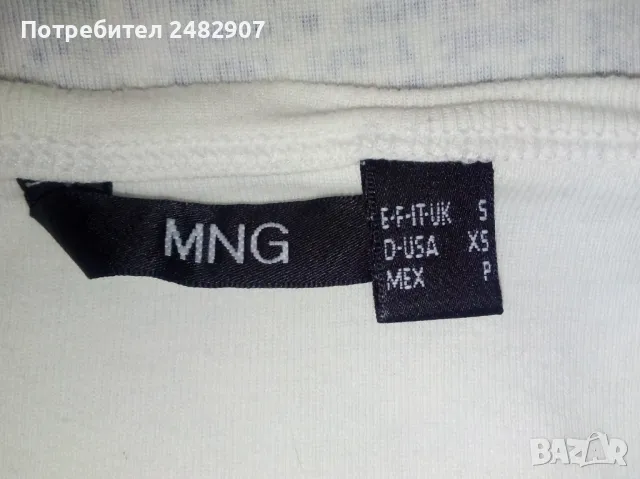 Потребител 2482907
MNG
E·F·IT·UK S
D·USA XS
MEX P
BAZAR